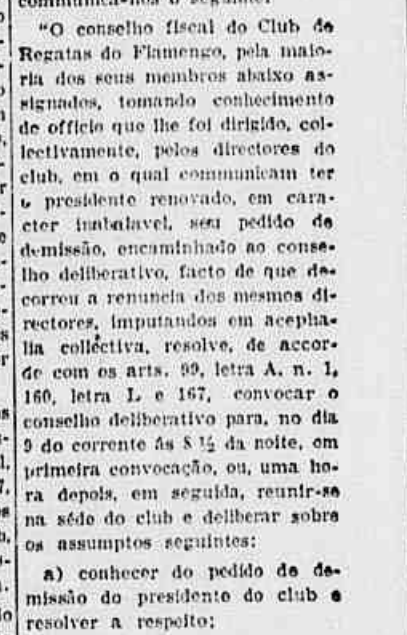 communica-nos o seguinte:
"O conselho fiscal do Club de
Regatas do Flamengo, pela maio-
ria dos seus membros abaixo as-
signados, tomando conhecimento
de officio que lhe foi dirigido, col-
lectivamente, pelos directores do
club, em o qual communicam ter
o presidente renovado, em cara-
cter inabalavel, seu pedido de
demissão, encaminhado ao conse-
lho deliberativo, facto de que de-
correu a renuncia dos mesmos di-
rectores, imputandos em acepha-
lia collectiva, resolve, de accor-
do com os arts. 99, letra A. n. 1,
160, letra L e 167, convocar o
conselho deliberativo para, no dia
9 do corrente ás 8 ½ da noite, em
primeira convocação, ou, uma ho-
ra depois, em seguida, reunir-se
na séde do club e deliberar sobre
os assumptos seguintes:
a) conhecer do pedido de de-
missão do presidente do club e
resolver a respeito;